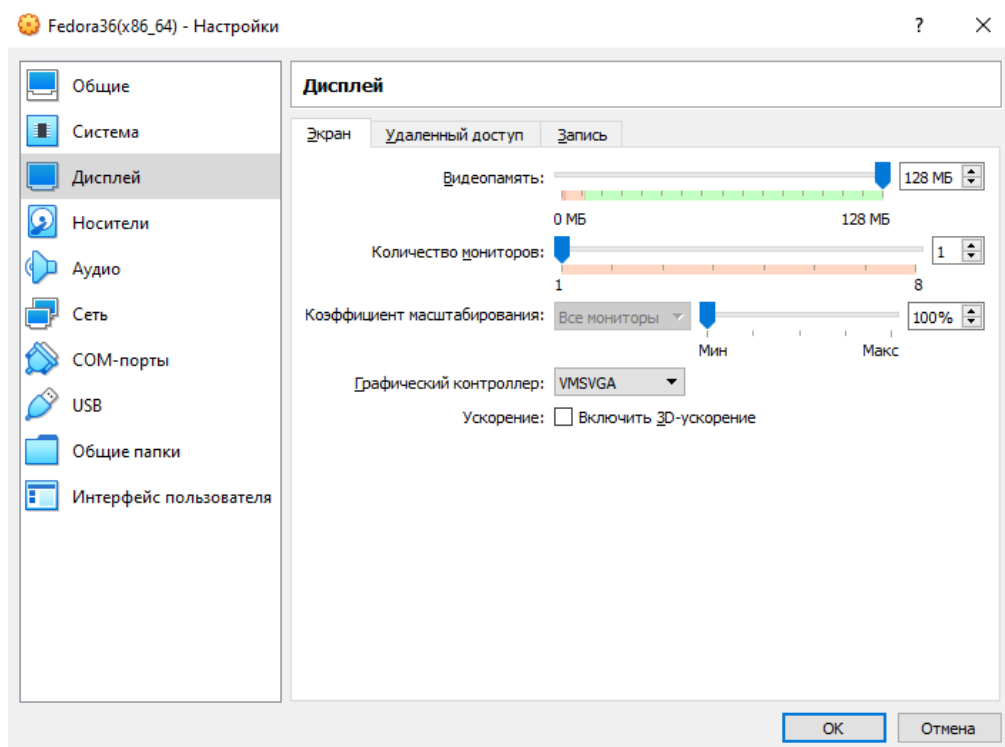 Fedora36(x86_64) - Настройки
?
Общие
Система
Дисплей
Носители
Аудио
Сеть
COM-порты
USB
Общие папки
Интерфейс пользователя
Дисплей
Экран
Удаленный доступ
Запись
Видеопамять:
128 МБ
0 МБ
128 МБ
Количество мониторов:
1
1
8
Коэффициент масштабирования:
Все мониторы
100%
Мин
Макс
Графический контроллер:
VMSVGA
Ускорение:
Включить 3D-ускорение
OK
Отмена